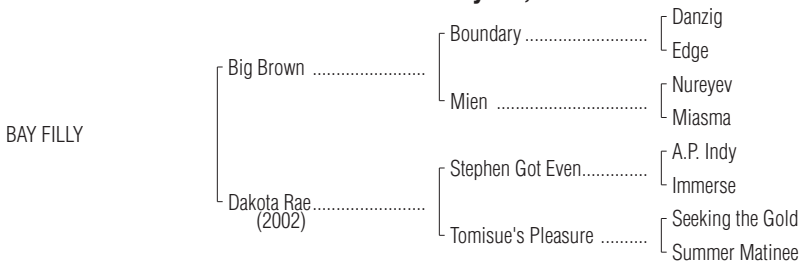 Danzig
Boundary ..........................
Edge
Big Brown ........................
Nureyev
Mien ................................
Miasma
BAY FILLY
A.P. Indy
Stephen Got Even..............
Immerse
Dakota Rae........................
(2002)
Seeking the Gold
Tomisue's Pleasure ..........
Summer Matinee